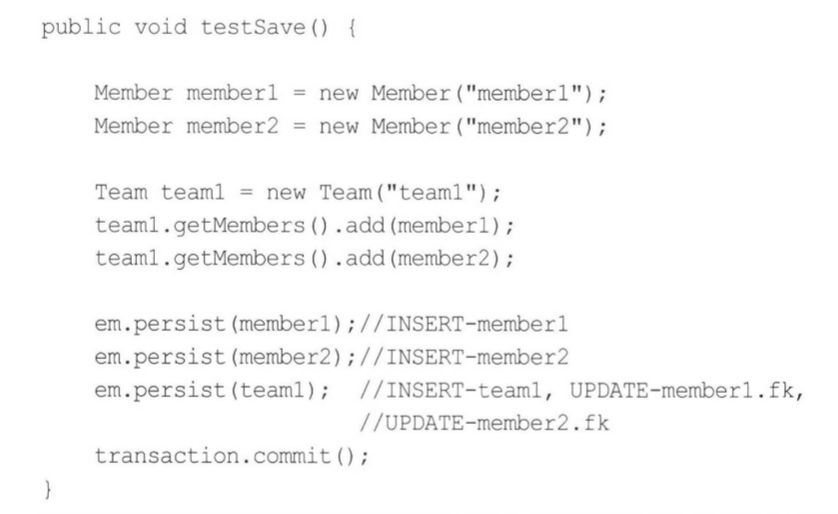 public void testSave() {
Member member1 = new Member("member1");
Member member2 = new Member("member2");
Team team1 = new Team("team1");
team1.getMembers().add(member1);
team1.getMembers().add(member2);
em.persist(member1);//INSERT-member1
em.persist(member2);//INSERT-member2
em.persist(team1);  //INSERT-team1, UPDATE-member1.fk,
//UPDATE-member2.fk
transaction.commit();
}